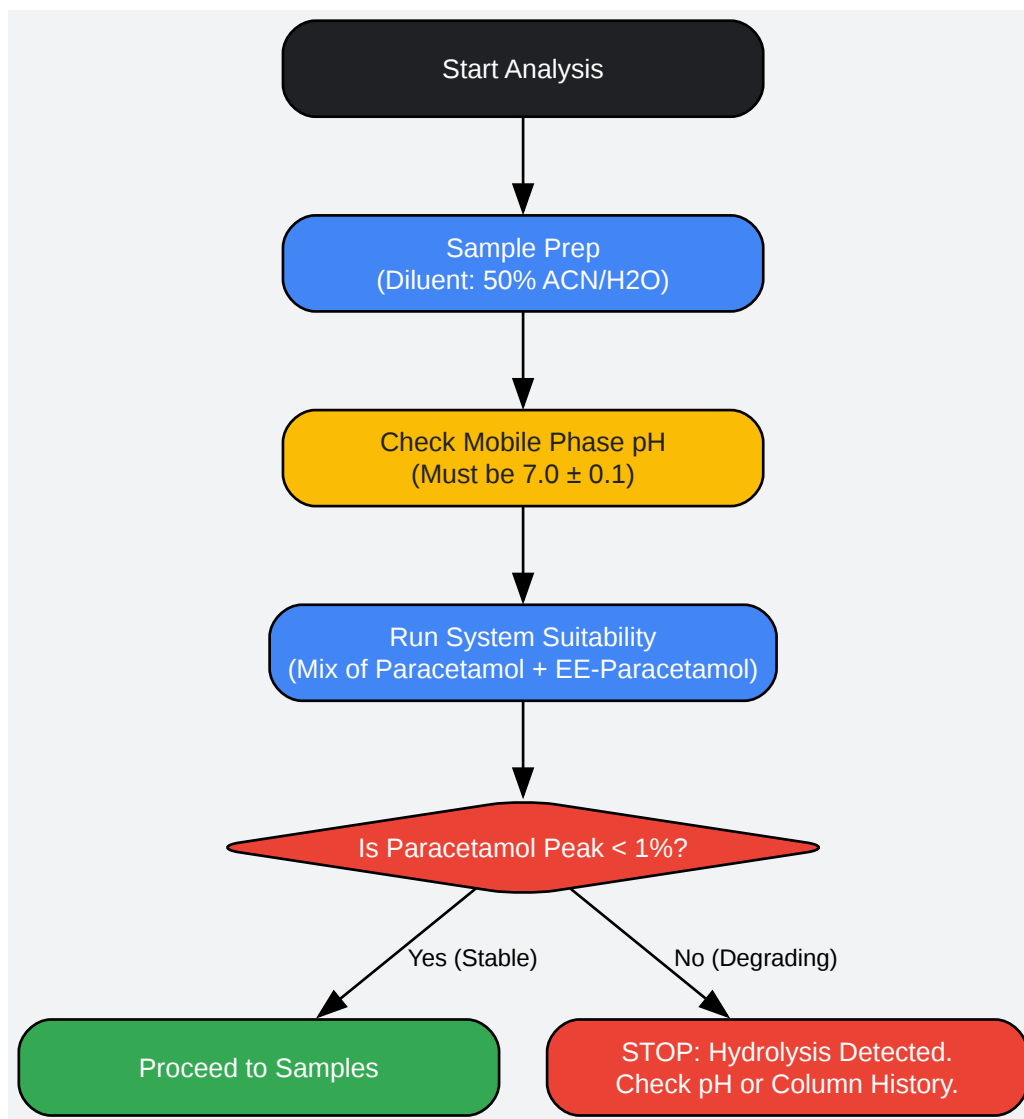 Start Analysis
Sample Prep
(Diluent: 50% ACN/H2O)
Check Mobile Phase pH
(Must be 7.0 ± 0.1)
Run System Suitability
(Mix of Paracetamol + EE-Paracetamol)
Is Paracetamol Peak < 1%?
Yes (Stable)
No (Degrading)
Proceed to Samples
STOP: Hydrolysis Detected.
Check pH or Column History.